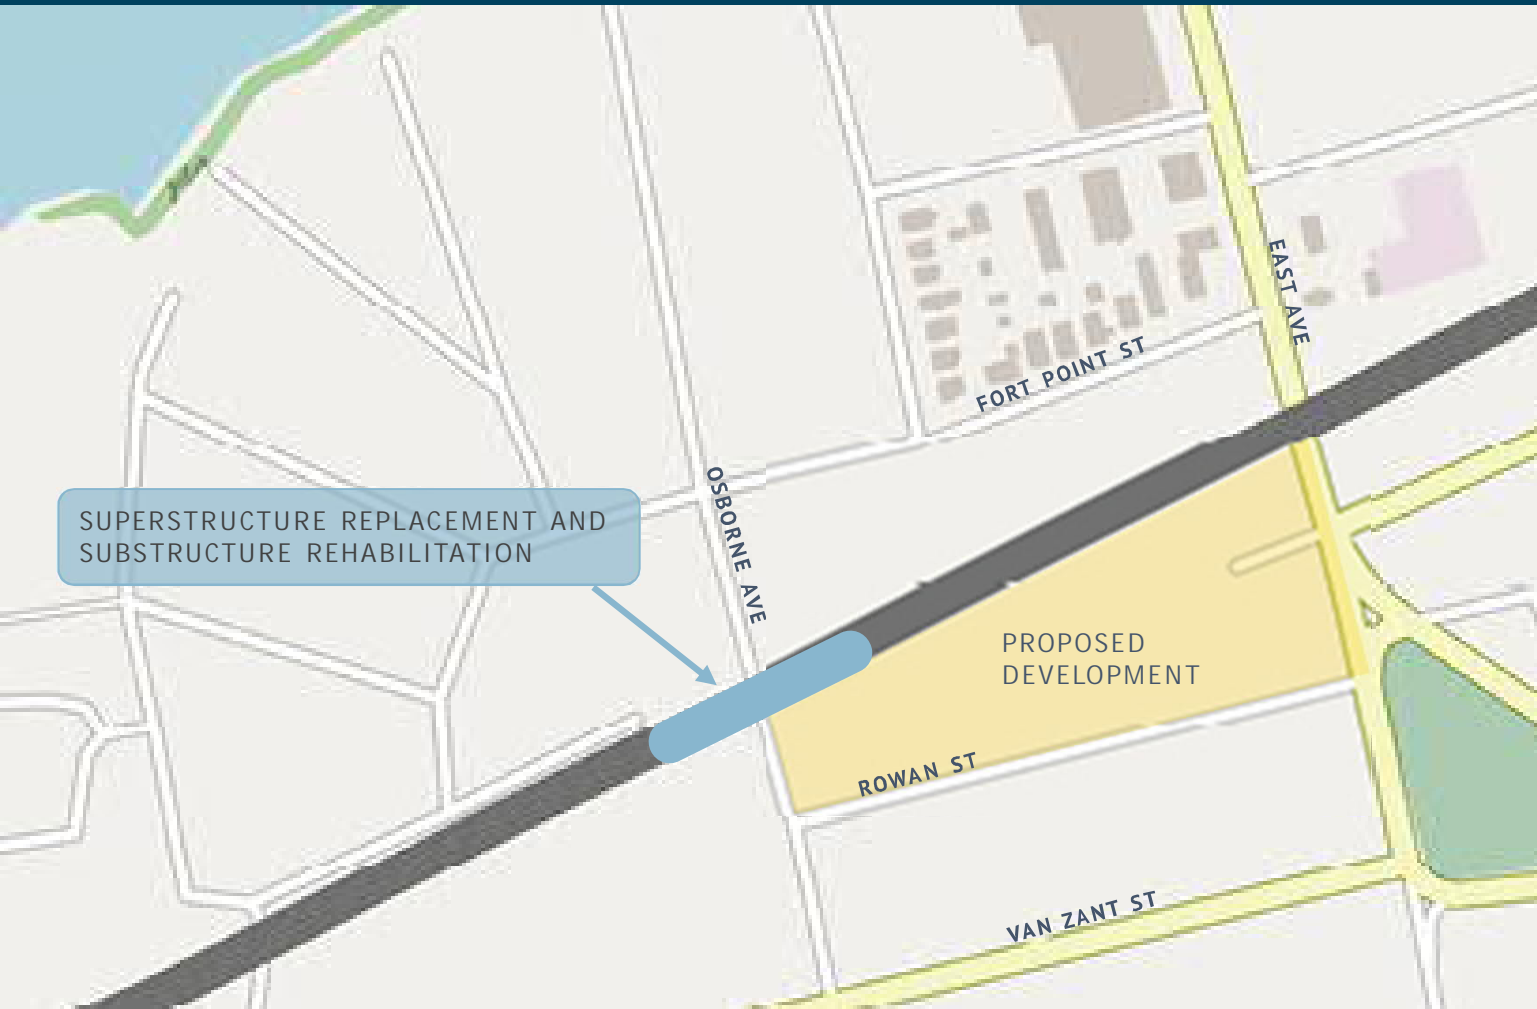 EAST AVE
FORT POINT ST
OSBORNE AVE
SUPERSTRUCTURE REPLACEMENT AND
SUBSTRUCTURE REHABILITATION
PROPOSED
DEVELOPMENT
ROWAN ST
VAN ZANT ST